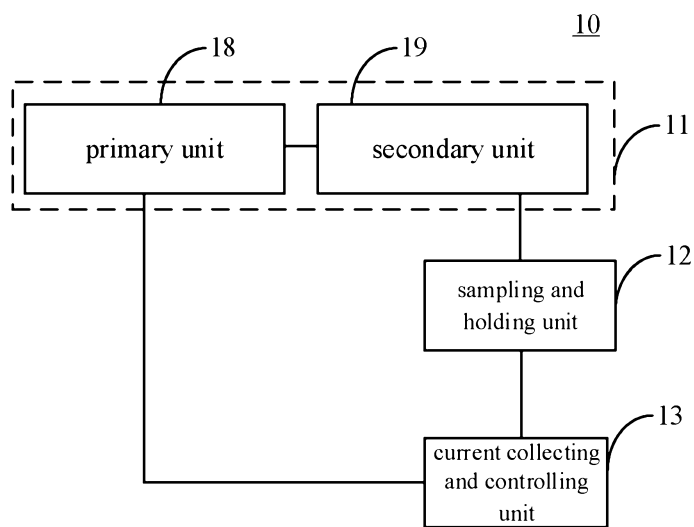 10
18
19
11
primary unit
secondary unit
12
sampling and
holding unit
13
current collecting
and controlling
unit